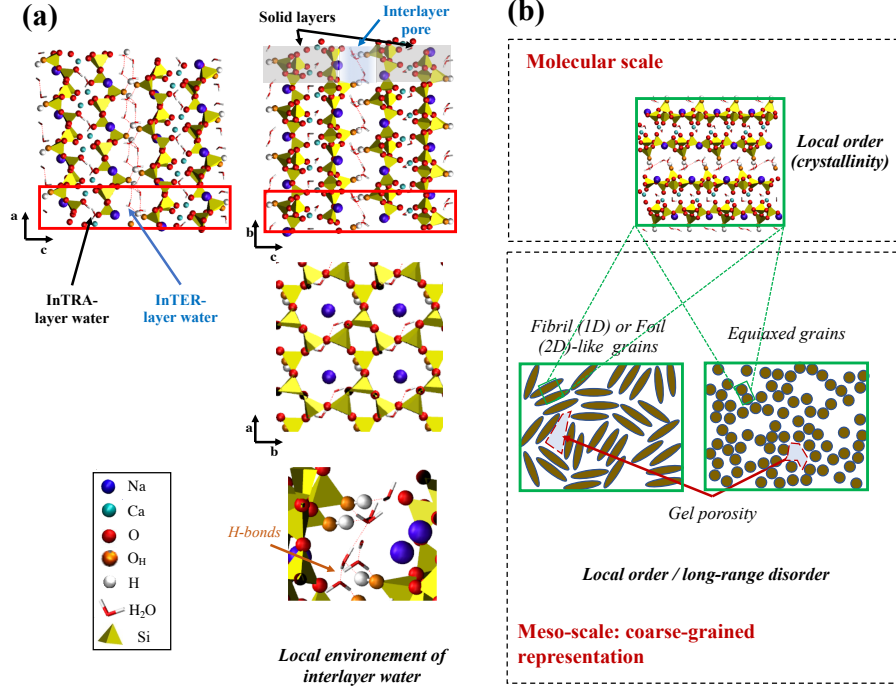 (a)
Solid layers
Interlayer
pore
a
c
b
c
InTRA-
layer water
InTER-
layer water
a
b
Na
Ca
O
OH
H
H2O
Si
H-bonds
Local environement of
interlayer water
(b)
Molecular scale
Local order
(crystallinity)
Fibril (1D) or Foil
(2D)-like grains
Equiaxed grains
Gel porosity
Local order / long-range disorder
Meso-scale: coarse-grained
representation